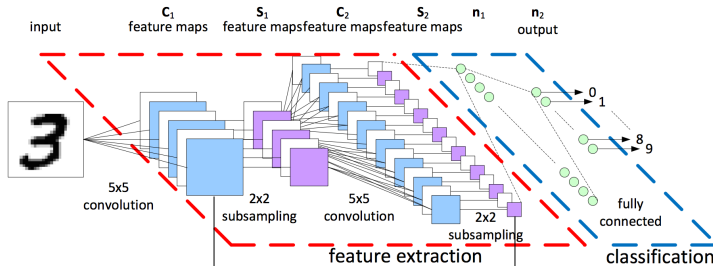 C1 S1 C2 S2 n1 n2
input feature maps feature maps feature maps feature maps output
3
0
1
8
9
5x5
convolution
2x2
subsampling
5x5
convolution
2x2
subsampling
fully
connected
feature extraction
classification